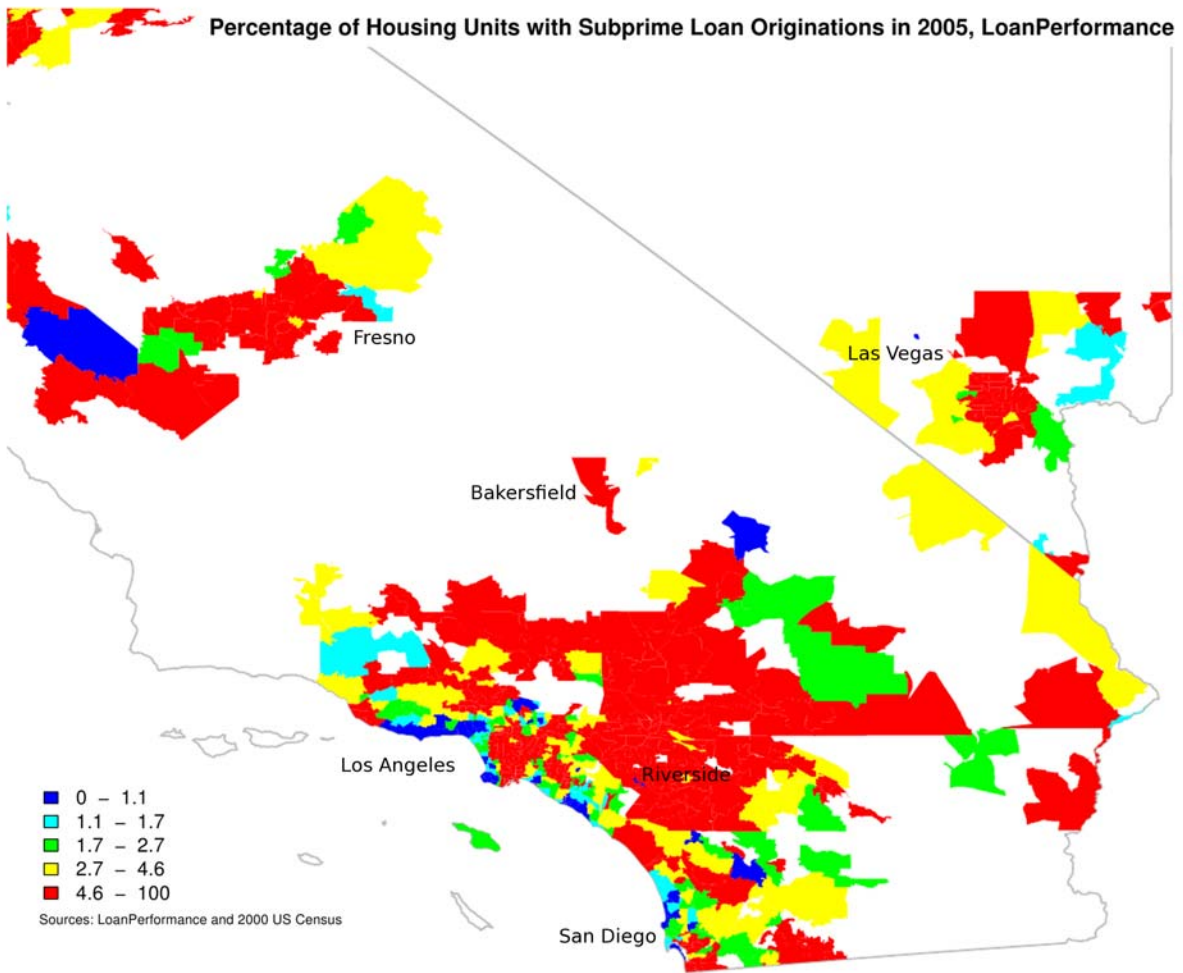 Percentage of Housing Units with Subprime Loan Originations in 2005, LoanPerformance
Fresno
Las Vegas
Bakersfield
Los Angeles
Riverside
0 – 1.1
1.1 – 1.7
1.7 – 2.7
2.7 – 4.6
4.6 – 100
Sources: LoanPerformance and 2000 US Census
San Diego